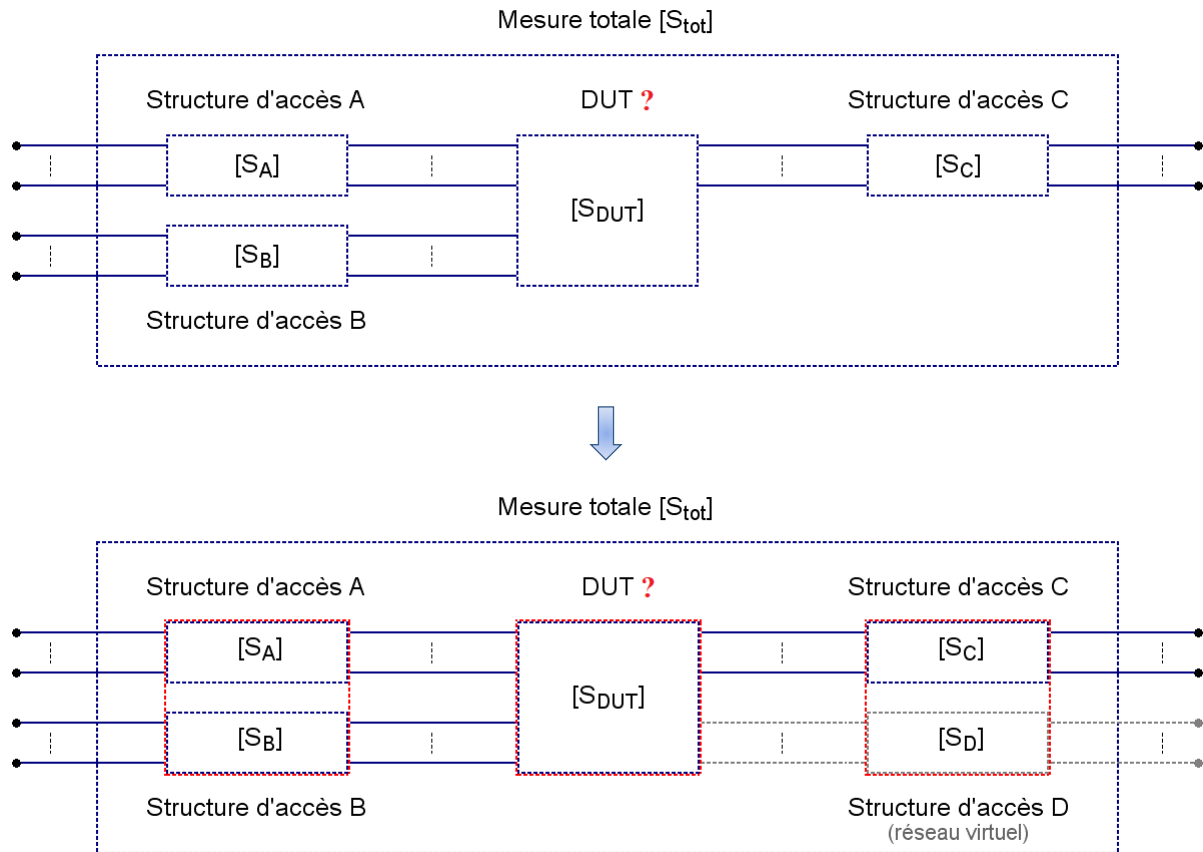 Mesure totale [Stot]
Structure d'accès A
DUT ?
Structure d'accès C
[SA]
[SDUT]
[SC]
[SB]
Structure d'accès B
Mesure totale [Stot]
Structure d'accès A
DUT ?
Structure d'accès C
[SA]
[SDUT]
[SC]
[SB]
[SD]
Structure d'accès B
Structure d'accès D
(réseau virtuel)